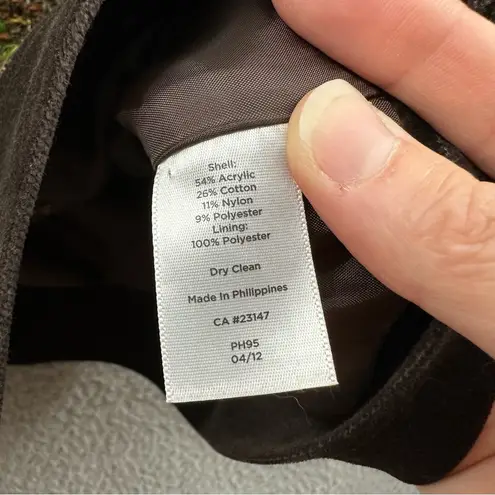 Shell:
54% Acrylic
26% Cotton
11% Nylon
9% Polyester
Lining:
100% Polyester
Dry Clean
Made In Philippines
CA #23147
PH95
04/12